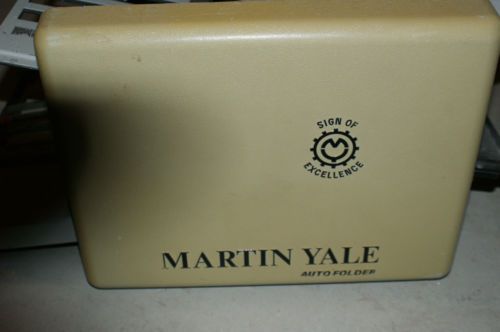 SIGN OF
EXCELLENCE
MARTIN YALE
AUTO FOLDER